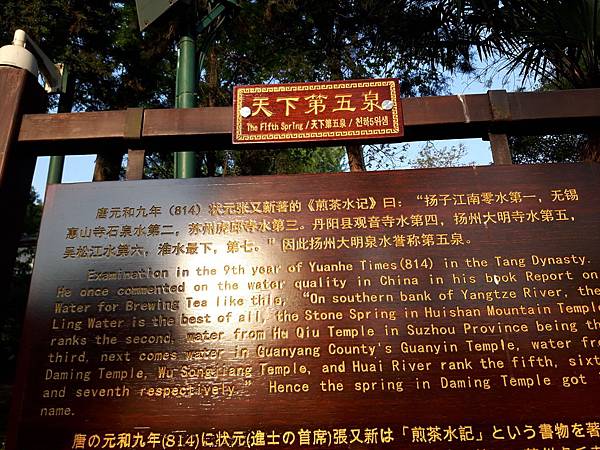 天下第五泉
The Fifth Spring / 天下第五泉 / 천하5위샘
唐元和九年 (814) 状元张又新著的《煎茶水记》曰：“扬子江南零水第一，无锡
惠山寺石泉水第二，苏州虎丘寺水第三。丹阳县观音寺水第四，扬州大明寺水第五，
吴松江水第六，淮水最下，第七。”因此扬州大明泉水誉称第五泉。
Examination in the 9th year of Yuanhe Times(814) in the Tang Dynasty.
He once commented on the water quality in China in his book Report on
Water for Brewing Tea like this, “On southern bank of Yangtze River, the
Ling Water is the best of all, the Stone Spring in Huishan Mountain Temple
ranks the second, water from Hu Qiu Temple in Suzhou Province being the
third, next comes water in Guanyang County's Guanyin Temple, water fro
Daming Temple, Wu Songjiang Temple, and Huai River rank the fifth, sixt
and seventh respectively.” Hence the spring in Daming Temple got
name.
唐の元和九年(814)に状元(進士の首席)張又新は「煎茶水記」という書物を著